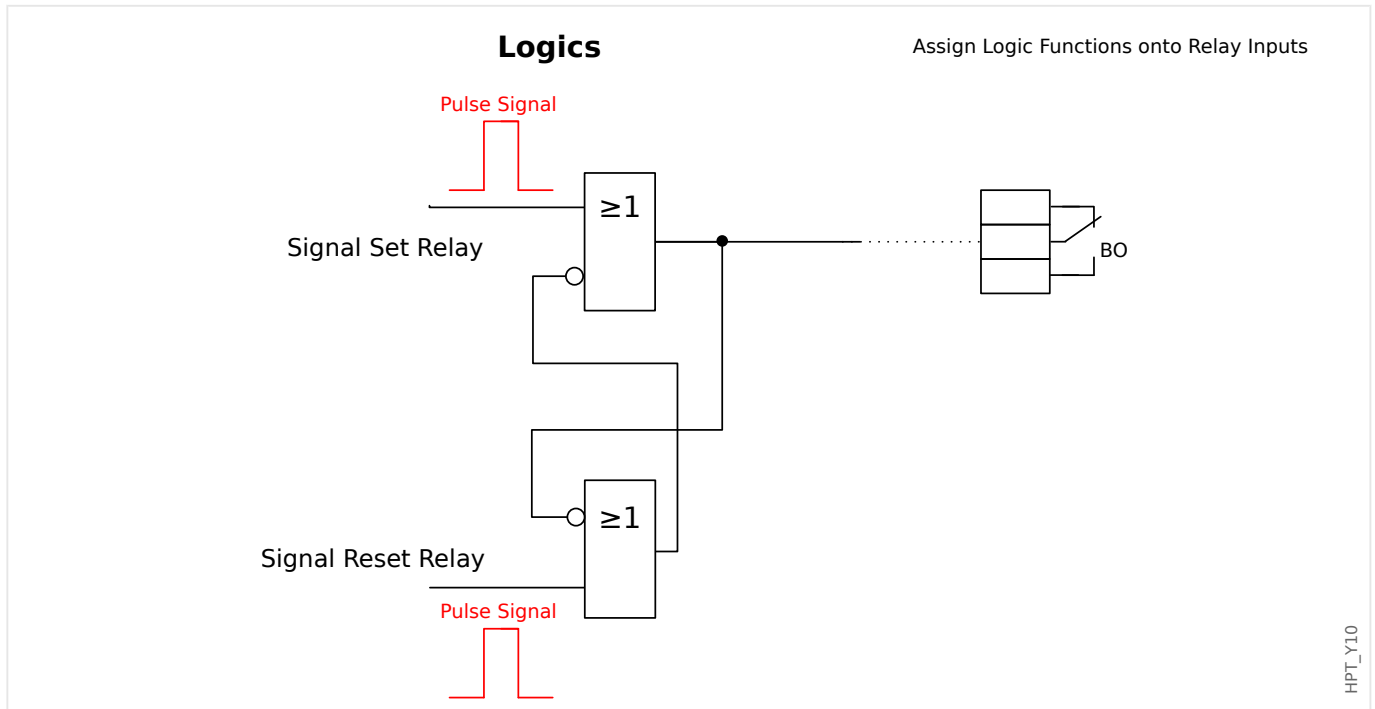 Logics
Assign Logic Functions onto Relay Inputs
Pulse Signal
≥1
Signal Set Relay
BO
≥1
Signal Reset Relay
Pulse Signal
HPT_Y10